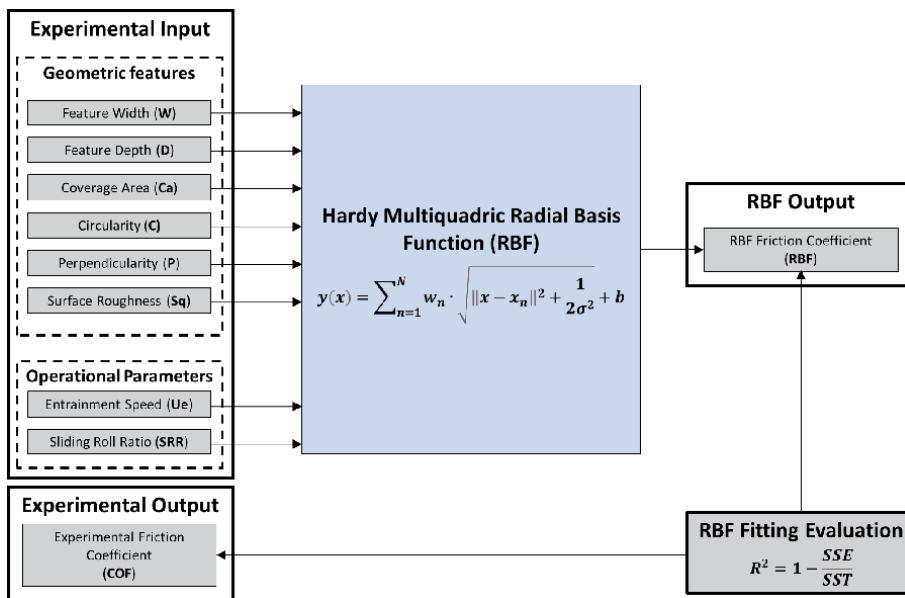 Experimental Input
Geometric features
Feature Width (W)
Feature Depth (D)
Coverage Area (Ca)
Circularity (C)
Perpendicularity (P)
Surface Roughness (Sq)
Operational Parameters
Entrainment Speed (Ue)
Sliding Roll Ratio (SRR)
Experimental Output
Experimental Friction
Coefficient
(COF)
Hardy Multiquadric Radial Basis
Function (RBF)
y(x) = ∑_{n=1}^{N} w_n · √(‖x − x_n‖² + 1/(2σ²)) + b
RBF Output
RBF Friction Coefficient
(RBF)
RBF Fitting Evaluation
R² = 1 − SSE/SST